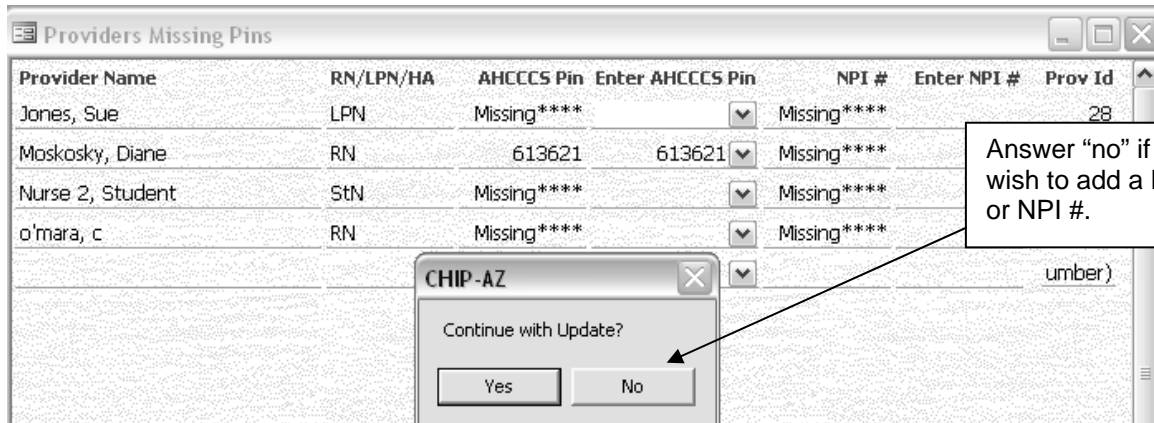 Providers Missing Pins
Provider Name RN/LPN/HA AHCCCS Pin Enter AHCCCS Pin NPI # Enter NPI # Prov Id
Jones, Sue LPN Missing**** Missing**** 28
Moskosky, Diane RN 613621 613621 Missing****
Nurse 2, Student StN Missing****  Missing****
o'mara, c RN Missing**** Missing****
umber)
Answer “no” if
wish to add a
or NPI #.
CHIP-AZ
Continue with Update?
Yes No